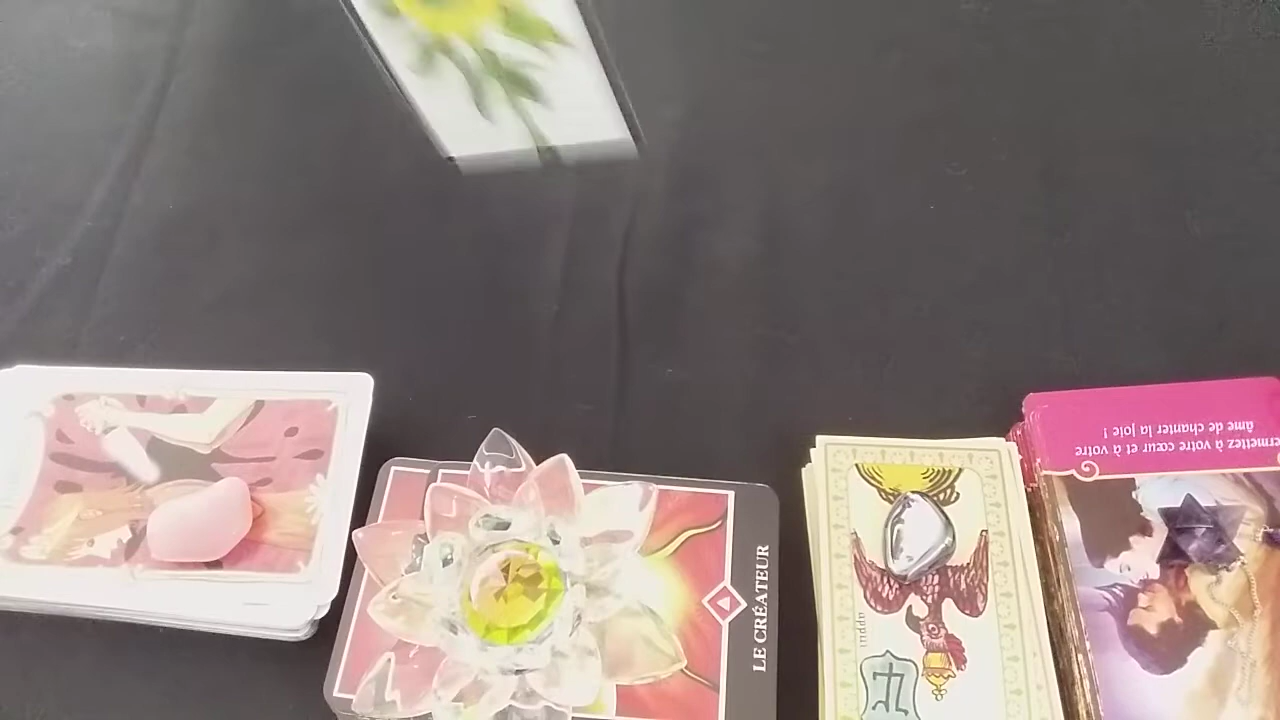 LE CRÉATEUR
ermettez à votre cœur et à votre
âme de chanter la joie !